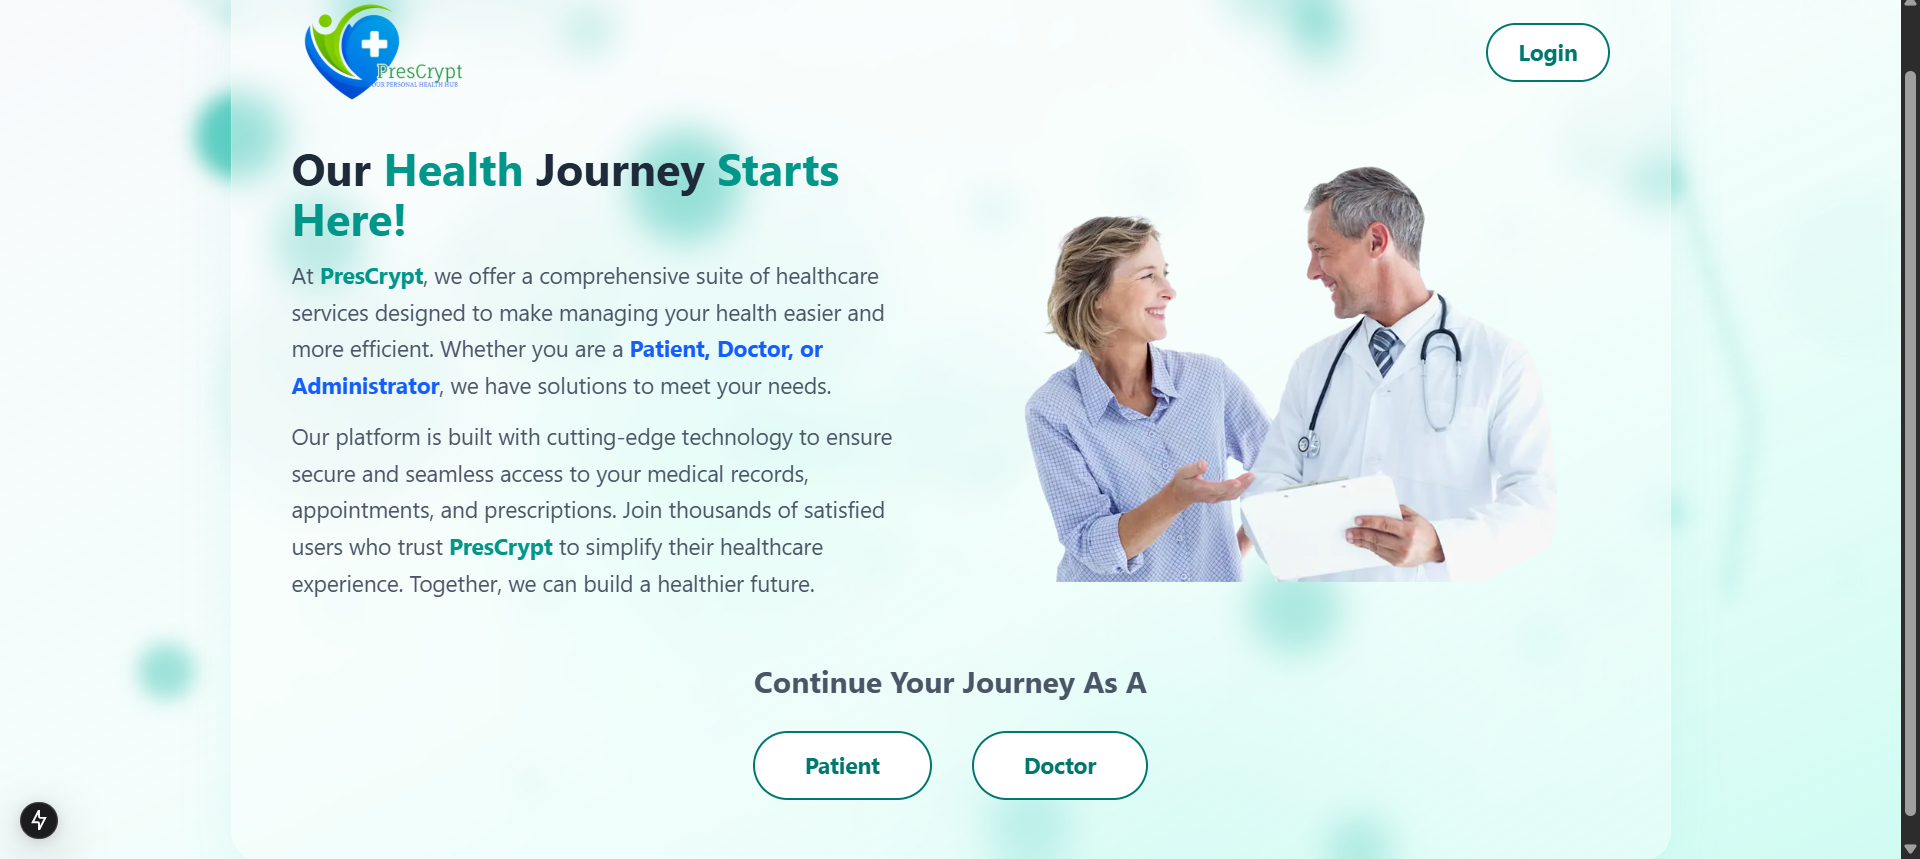 PresCrypt
OUR PERSONAL HEALTH HUB
Login
Our Health Journey Starts
Here!
At PresCrypt, we offer a comprehensive suite of healthcare
services designed to make managing your health easier and
more efficient. Whether you are a Patient, Doctor, or
Administrator, we have solutions to meet your needs.
Our platform is built with cutting-edge technology to ensure
secure and seamless access to your medical records,
appointments, and prescriptions. Join thousands of satisfied
users who trust PresCrypt to simplify their healthcare
experience. Together, we can build a healthier future.
Continue Your Journey As A
Patient
Doctor